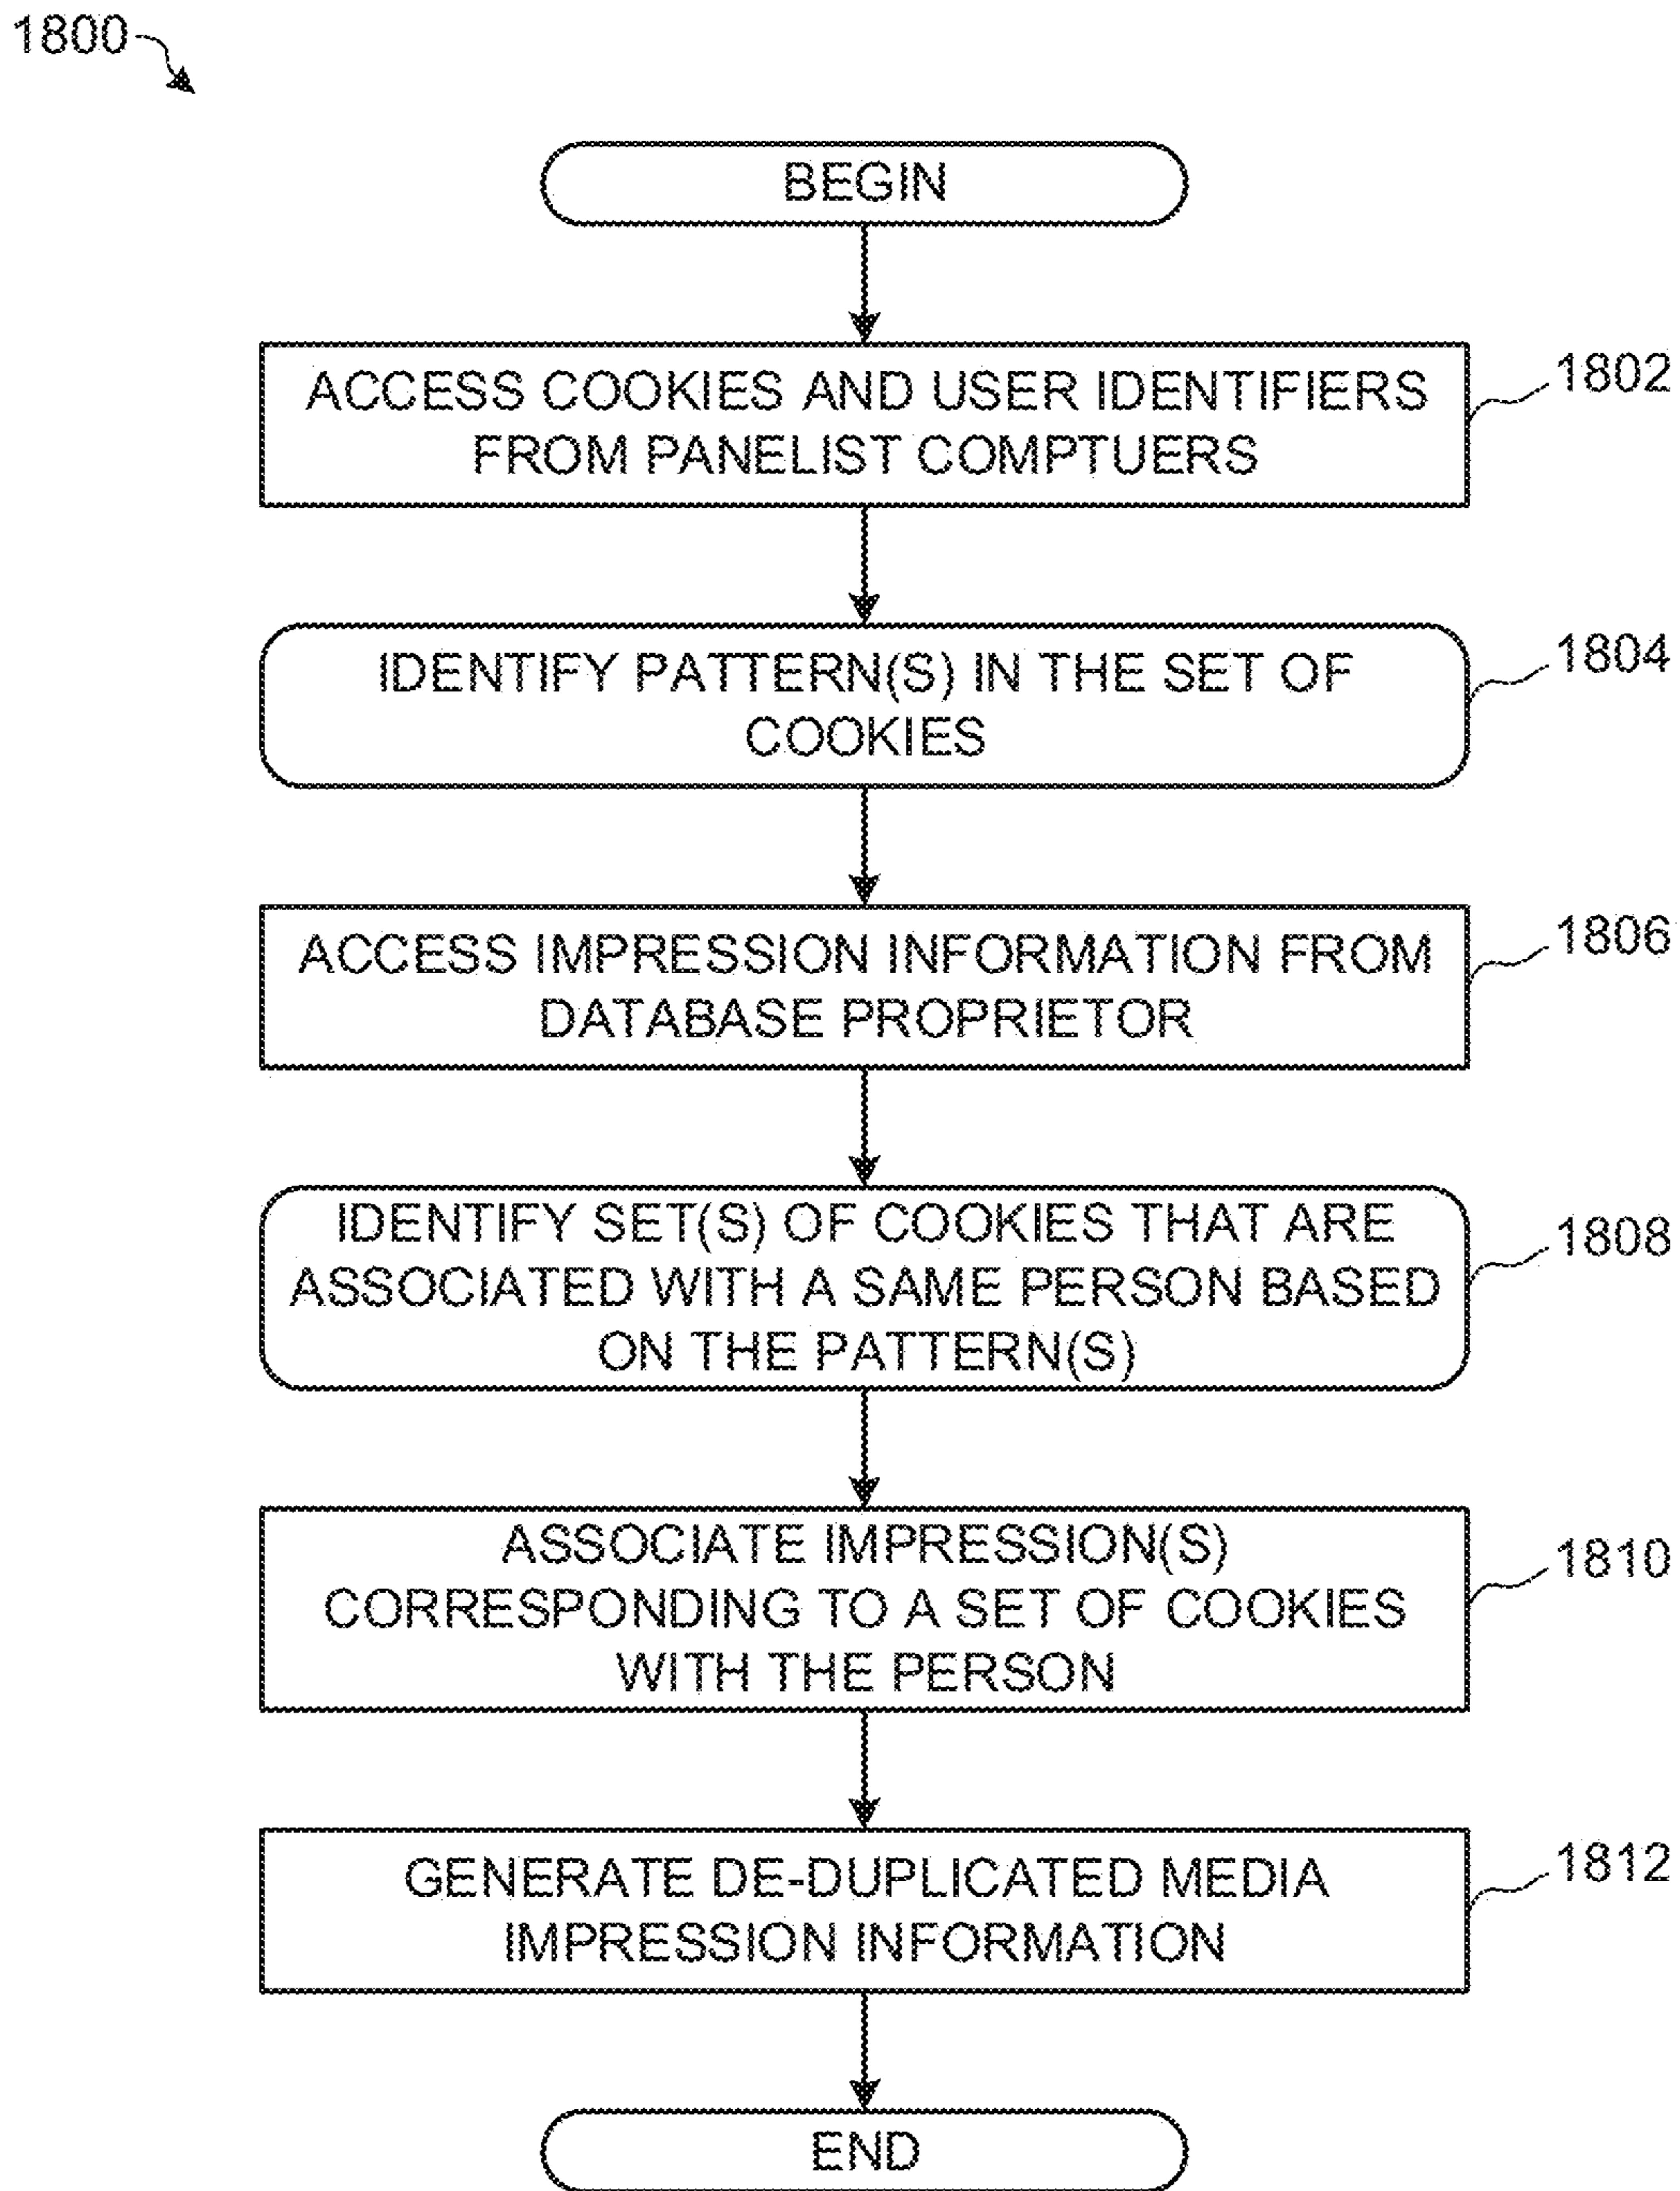 1800
BEGIN
ACCESS COOKIES AND USER IDENTIFIERS
FROM PANELIST COMPTUERS
1802
IDENTIFY PATTERN(S) IN THE SET OF
COOKIES
1804
ACCESS IMPRESSION INFORMATION FROM
DATABASE PROPRIETOR
1806
IDENTIFY SET(S) OF COOKIES THAT ARE
ASSOCIATED WITH A SAME PERSON BASED
ON THE PATTERN(S)
1808
ASSOCIATE IMPRESSION(S)
CORRESPONDING TO A SET OF COOKIES
WITH THE PERSON
1810
GENERATE DE-DUPLICATED MEDIA
IMPRESSION INFORMATION
1812
END